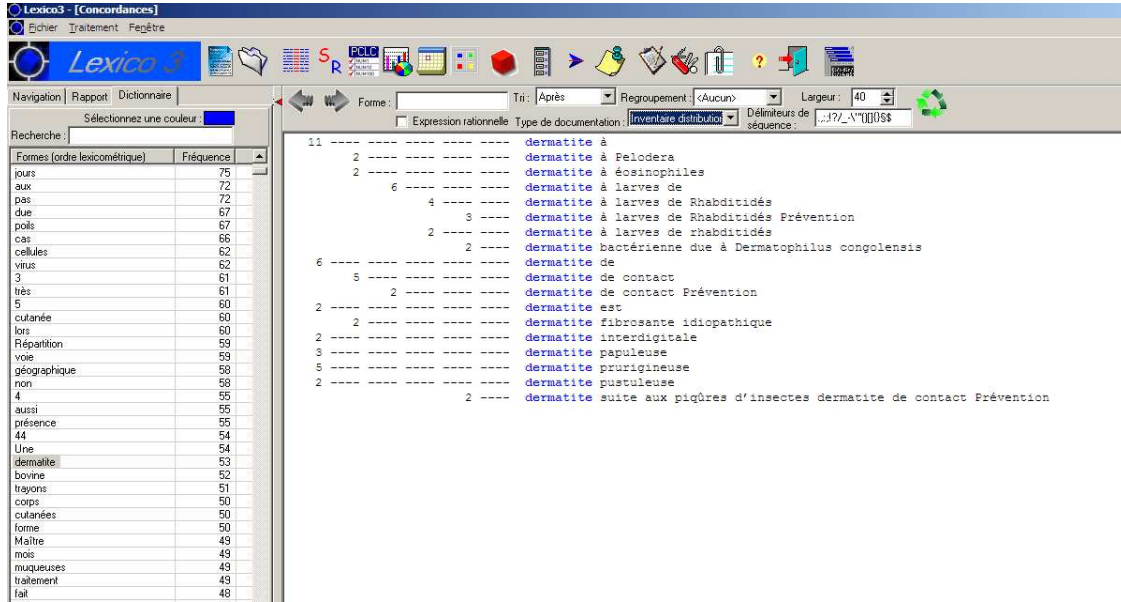 Lexico3 - [Concordances]
Fichier Traitement Fenêtre
Lexico 3
Navigation Rapport Dictionnaire
Sélectionnez une couleur :
Recherche :
Formes (ordre lexicométrique) Fréquence
jours 75
aux 72
pas 72
due 67
poils 67
cas 66
cellules 62
virus 62
3 61
très 61
5 60
cutanée 60
lors 60
Répartition 59
voie 59
géographique 58
non 58
4 55
aussi 55
présence 55
44 54
Une 54
dermatite 53
bovine 52
trayons 51
corps 50
cutanées 50
forme 50
Maître 49
mois 49
muqueuses 49
traitement 49
fait 48
Forme : Tri : Après Regroupement : <Aucun> Largeur : 40
Expression rationnelle Type de documentation : Inventaire distribution Délimiteurs de séquence : .,:;!?/_-\'"()[]{}§$
11 ---- ---- ---- ---- ---- dermatite à
2 ---- ---- ---- ---- dermatite à Pelodera
2 ---- ---- ---- ---- dermatite à éosinophiles
6 ---- ---- ---- dermatite à larves de
4 ---- ---- dermatite à larves de Rhabditidés
3 ---- dermatite à larves de Rhabditidés Prévention
2 ---- ---- dermatite à larves de rhabditidés
2 ---- dermatite bactérienne due à Dermatophilus congolensis
6 ---- ---- ---- ---- ---- dermatite de
5 ---- ---- ---- ---- dermatite de contact
2 ---- ---- ---- dermatite de contact Prévention
2 ---- ---- ---- ---- ---- dermatite est
2 ---- ---- ---- ---- dermatite fibrosante idiopathique
2 ---- ---- ---- ---- ---- dermatite interdigitale
3 ---- ---- ---- ---- ---- dermatite papuleuse
5 ---- ---- ---- ---- ---- dermatite prurigineuse
2 ---- ---- ---- ---- ---- dermatite pustuleuse
2 ---- dermatite suite aux piqûres d'insectes dermatite de contact Prévention